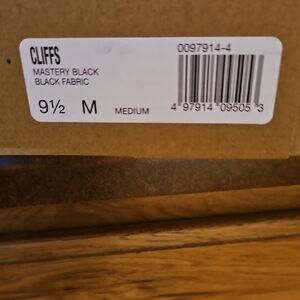 CLIFFS
0097914-4
MASTERY BLACK
BLACK FABRIC
9½ M MEDIUM
4 97914 09505 3